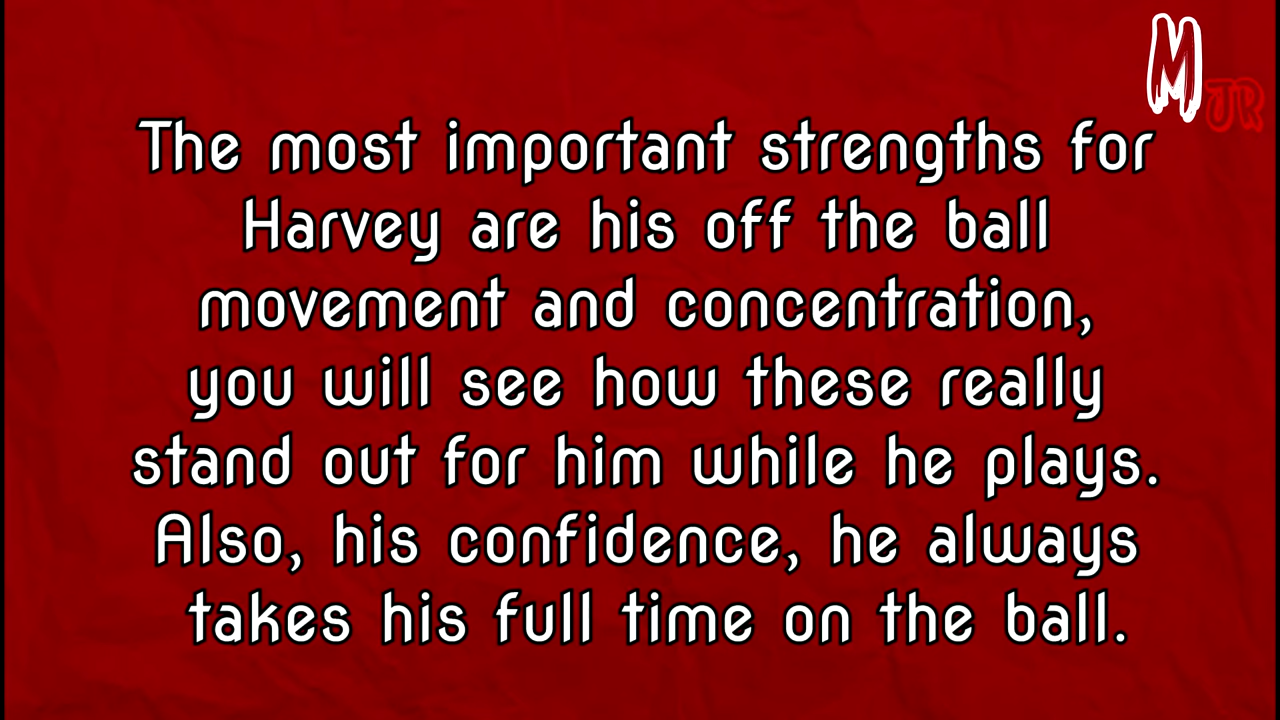 M
JR
The most important strengths for
Harvey are his off the ball
movement and concentration,
you will see how these really
stand out for him while he plays.
Also, his confidence, he always
takes his full time on the ball.